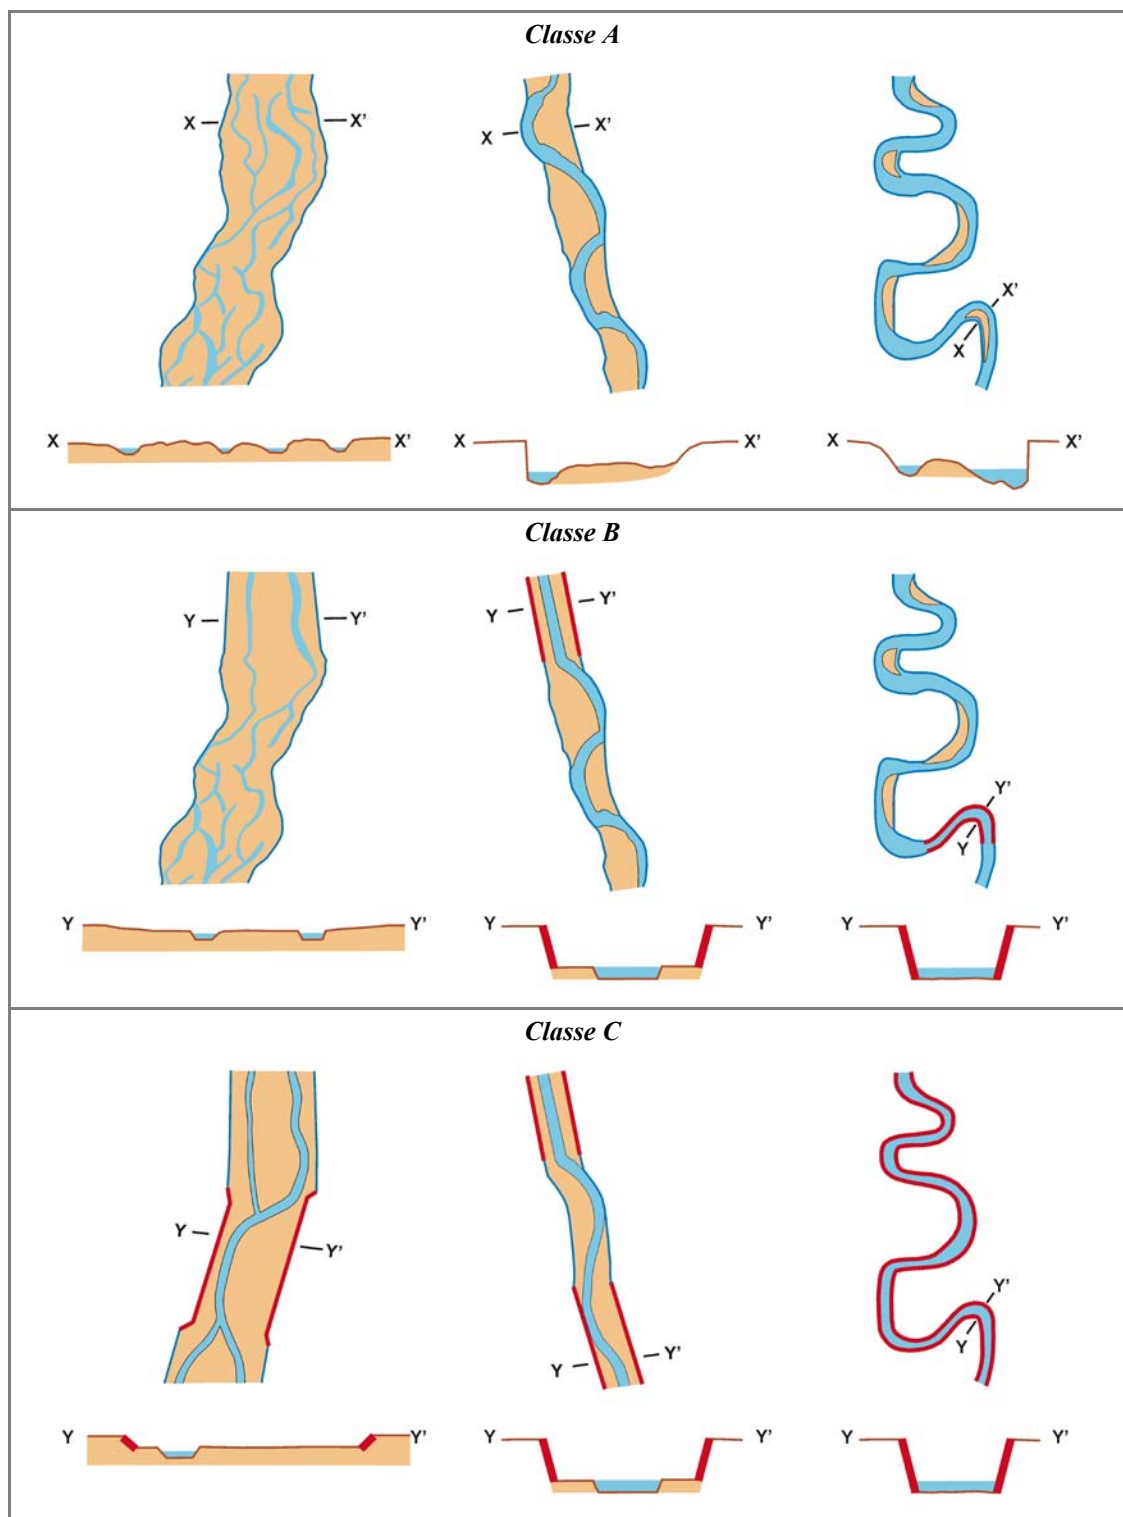 Classe A
X X'
X X'
X'
X
X X' X X' X X'
Classe B
Y Y'
Y Y'
Y'
Y
Y Y' Y Y' Y Y'
Classe C
Y
Y'
Y'
Y
Y Y'
Y Y' Y Y' Y Y'